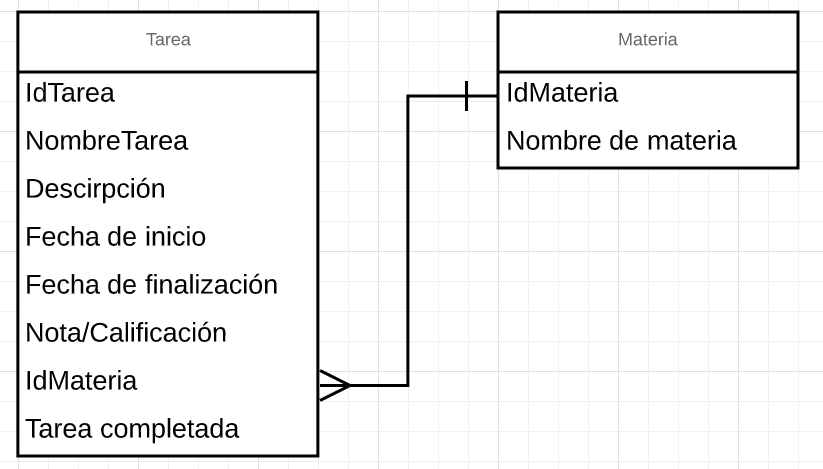 Tarea
IdTarea
NombreTarea
Descirpción
Fecha de inicio
Fecha de finalización
Nota/Calificación
IdMateria
Tarea completada
Materia
IdMateria
Nombre de materia